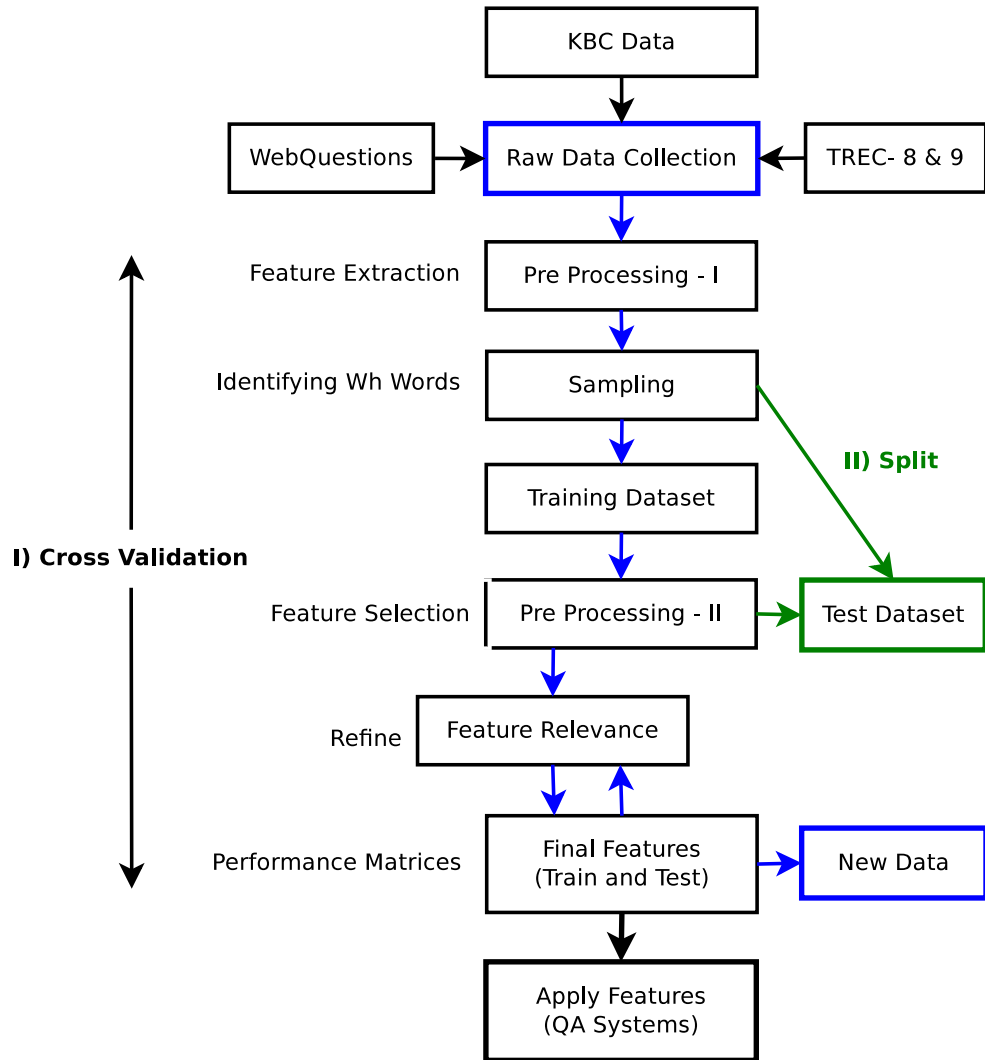 KBC Data
WebQuestions
Raw Data Collection
TREC- 8 & 9
Feature Extraction
Pre Processing - I
Identifying Wh Words
Sampling
II) Split
Training Dataset
I) Cross Validation
Feature Selection
Pre Processing - II
Test Dataset
Refine
Feature Relevance
Performance Matrices
Final Features
(Train and Test)
New Data
Apply Features
(QA Systems)